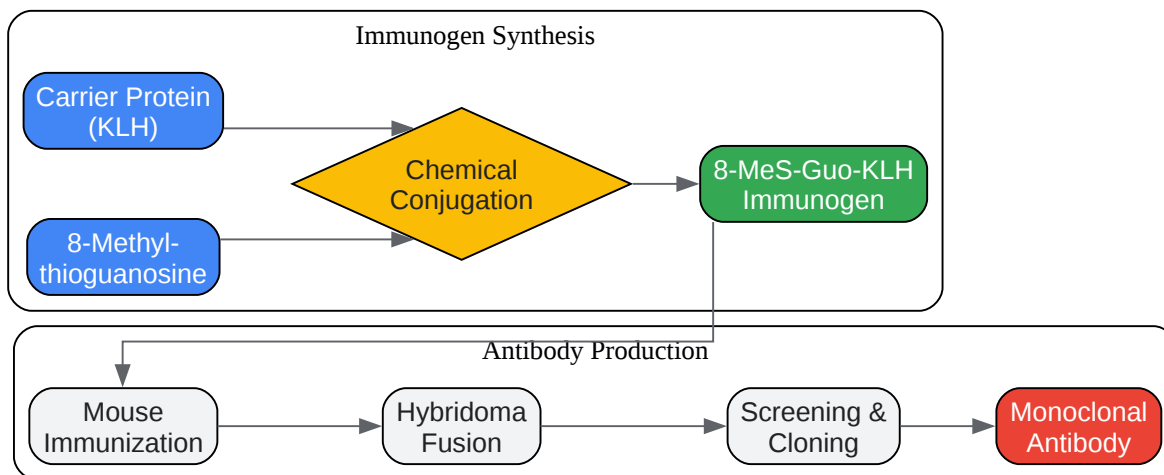 Immunogen Synthesis
Carrier Protein
(KLH)
Chemical
Conjugation
8-MeS-Guo-KLH
Immunogen
8-Methyl-
thioguanosine
Antibody Production
Mouse
Immunization
Hybridoma
Fusion
Screening &
Cloning
Monoclonal
Antibody